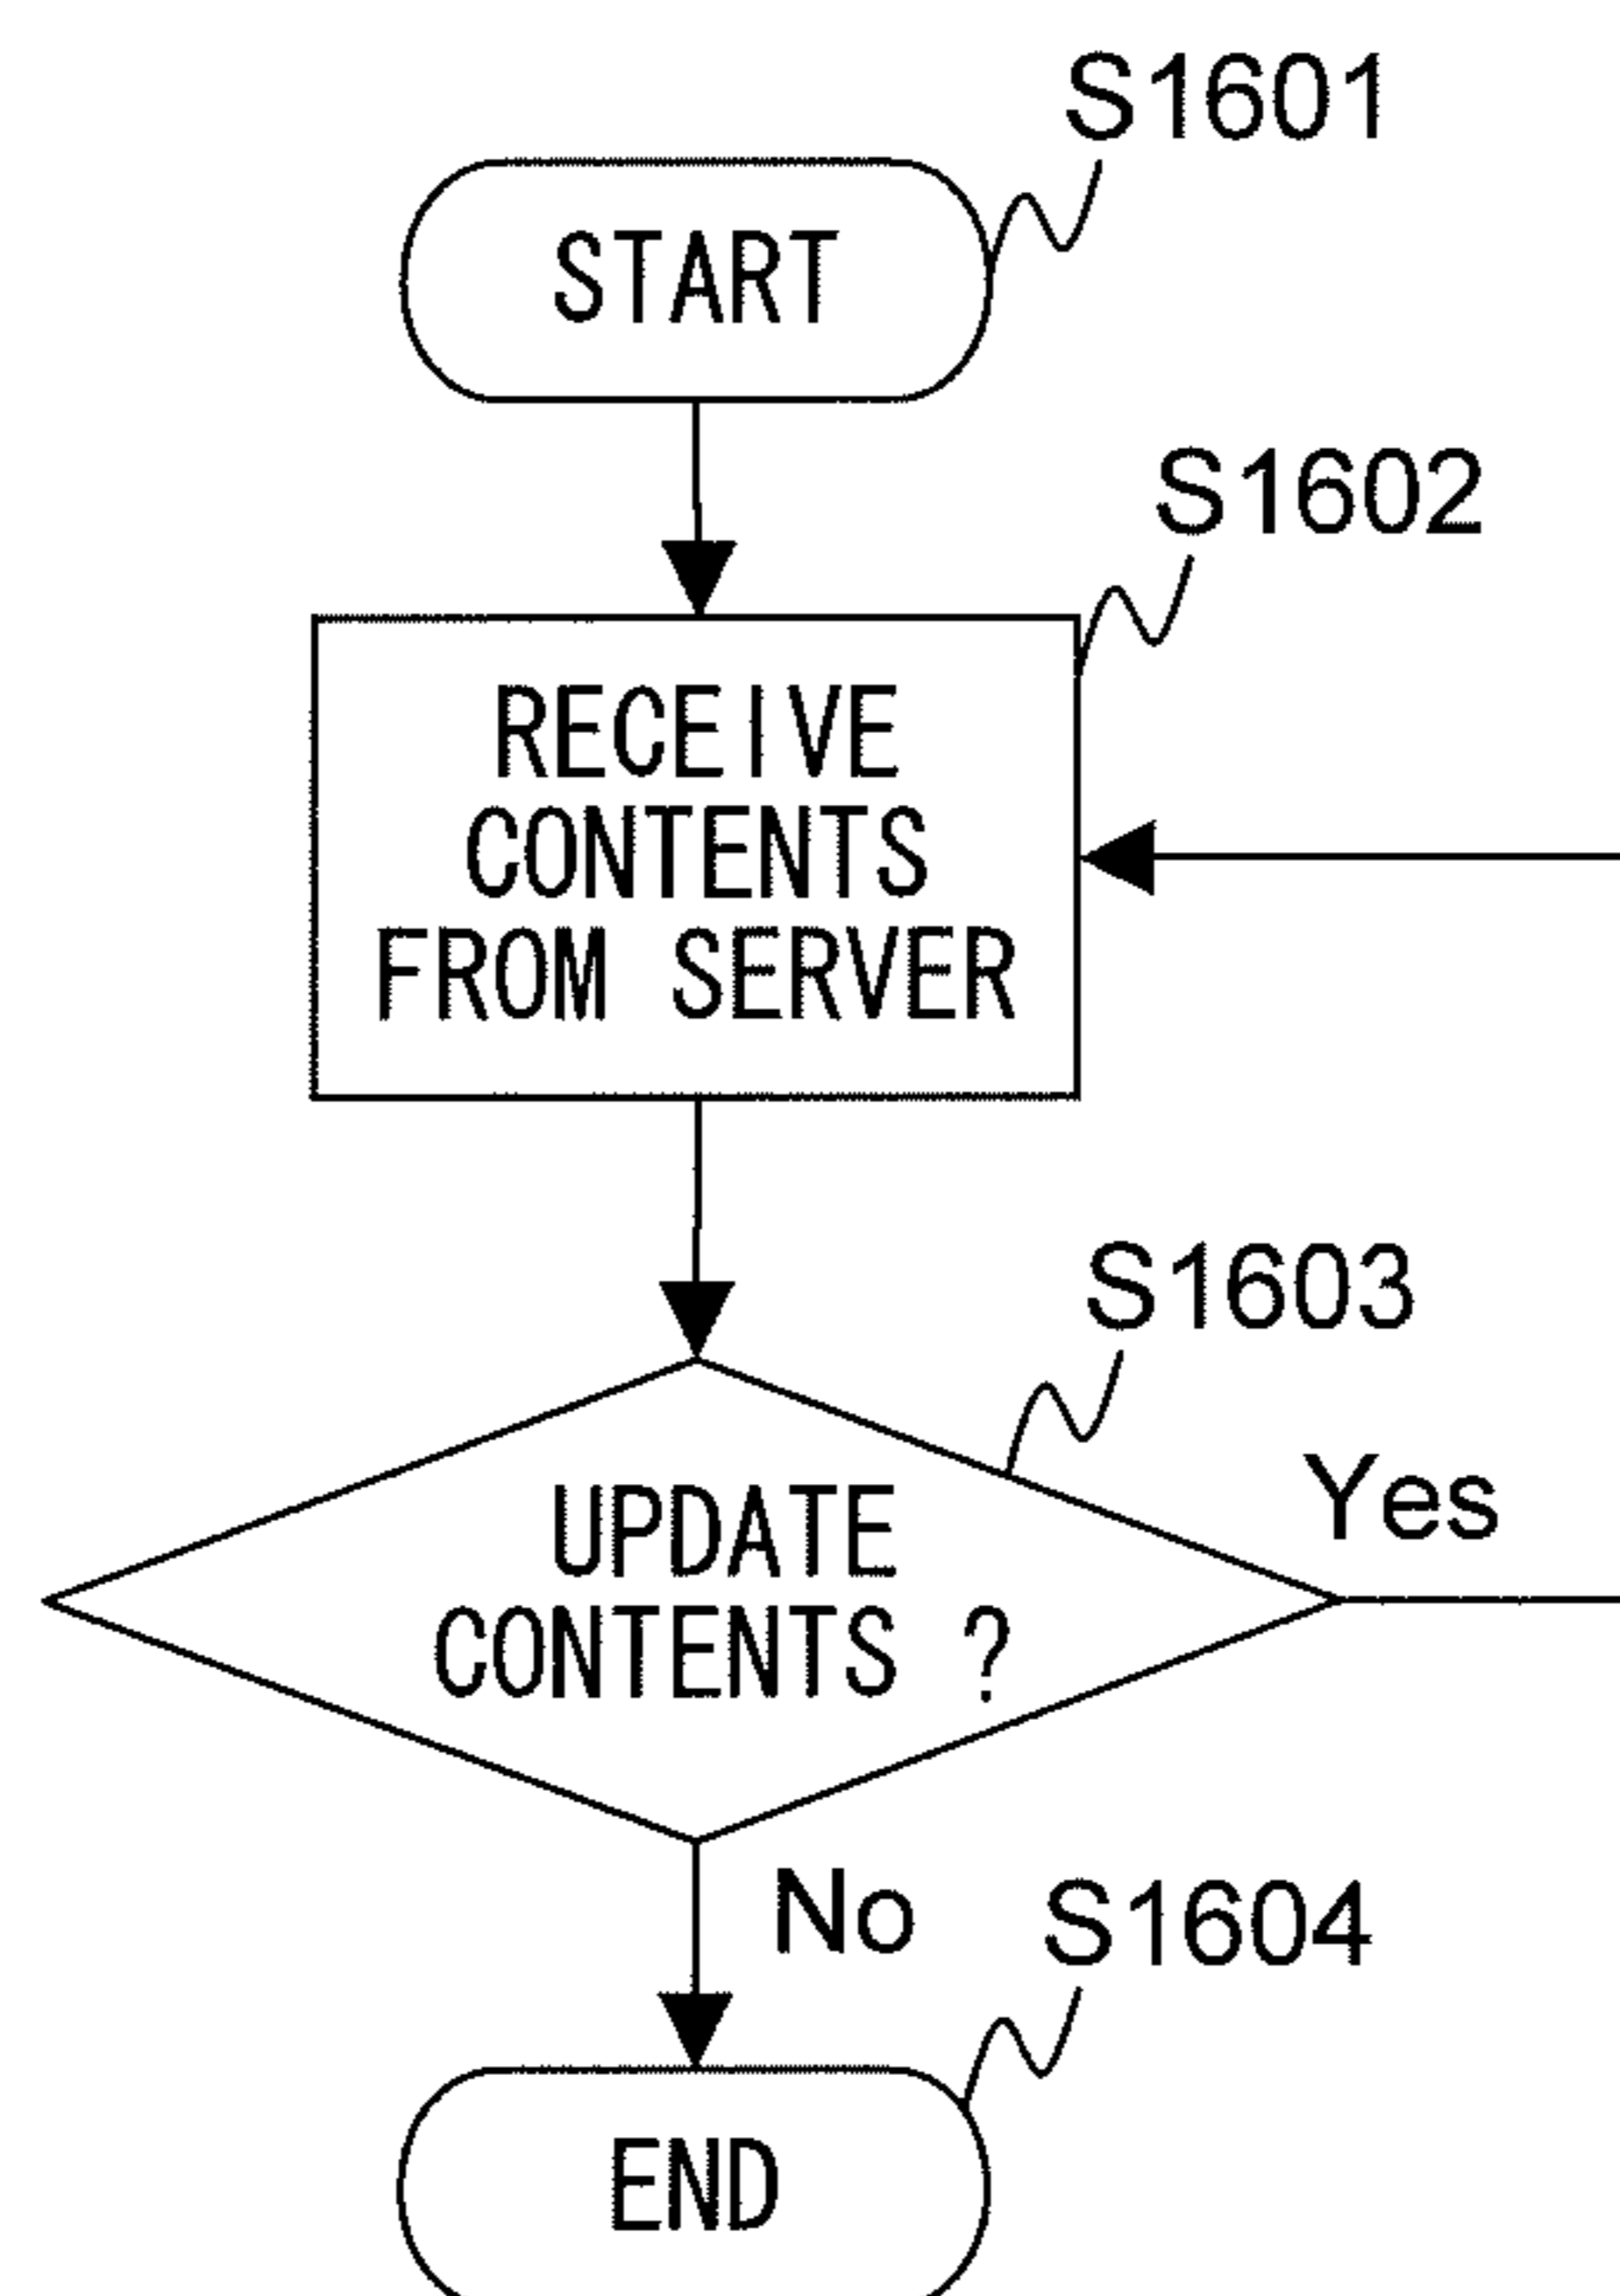 S1601
START
S1602
RECEIVE
CONTENTS
FROM SERVER
S1603
UPDATE
CONTENTS ?
Yes
No
S1604
END